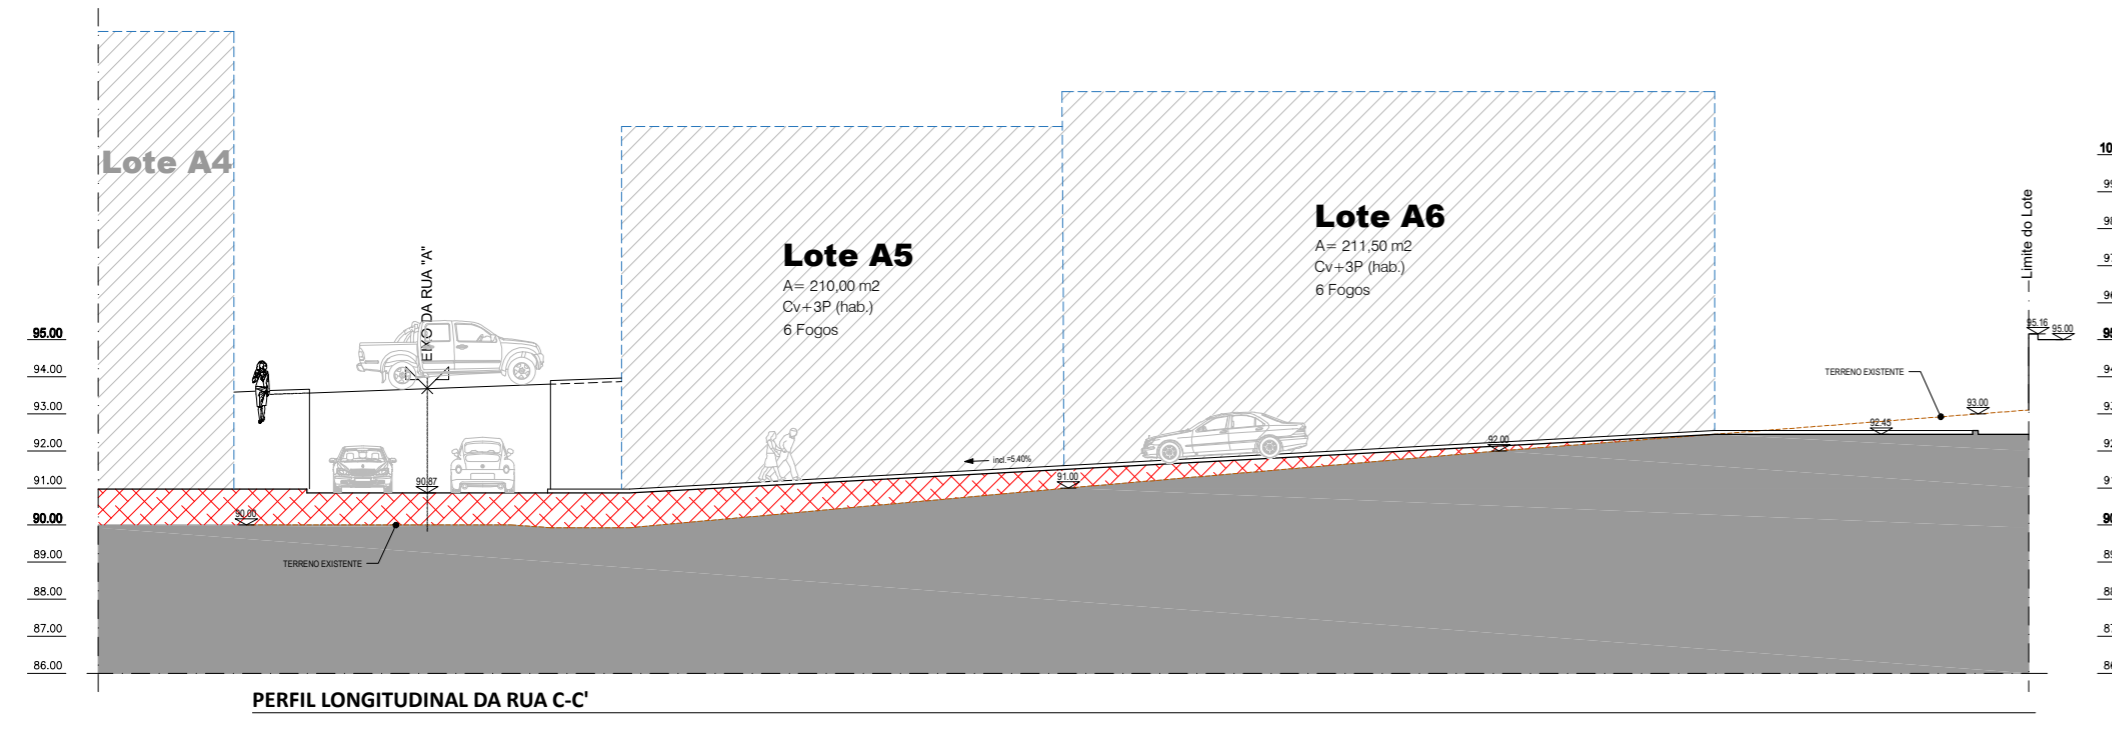 Lote A4
EIXO DA RUA "A"
Lote A5
A= 210,00 m2
Cv+3P (hab.)
6 Fogos
Lote A6
A= 211,50 m2
Cv+3P (hab.)
6 Fogos
Limite do Lote
95.16
95.00
TERRENO EXISTENTE
93.00
92.45
92.00
incl.=5.40%
91.00
90.87
90.00
TERRENO EXISTENTE
95.00
94.00
93.00
92.00
91.00
90.00
89.00
88.00
87.00
86.00
PERFIL LONGITUDINAL DA RUA C-C'